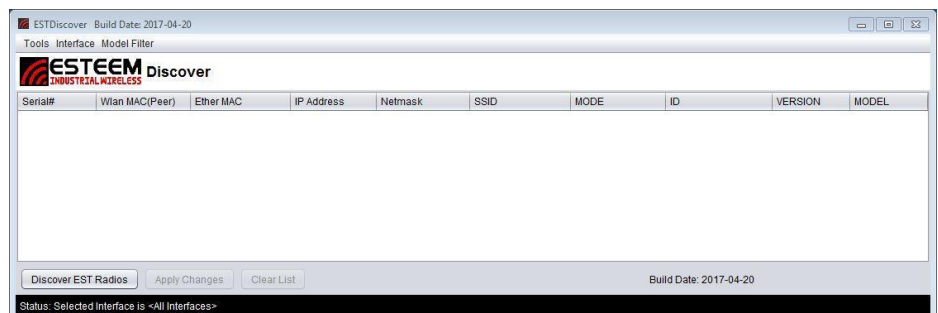 ESTDiscover Build Date: 2017-04-20
Tools Interface Model Filter
ESTEEM Discover
INDUSTRIAL WIRELESS
Serial# Wlan MAC(Peer) Ether MAC IP Address Netmask SSID MODE ID VERSION MODEL
Discover EST Radios Apply Changes Clear List Build Date: 2017-04-20
Status: Selected Interface is <All Interfaces>